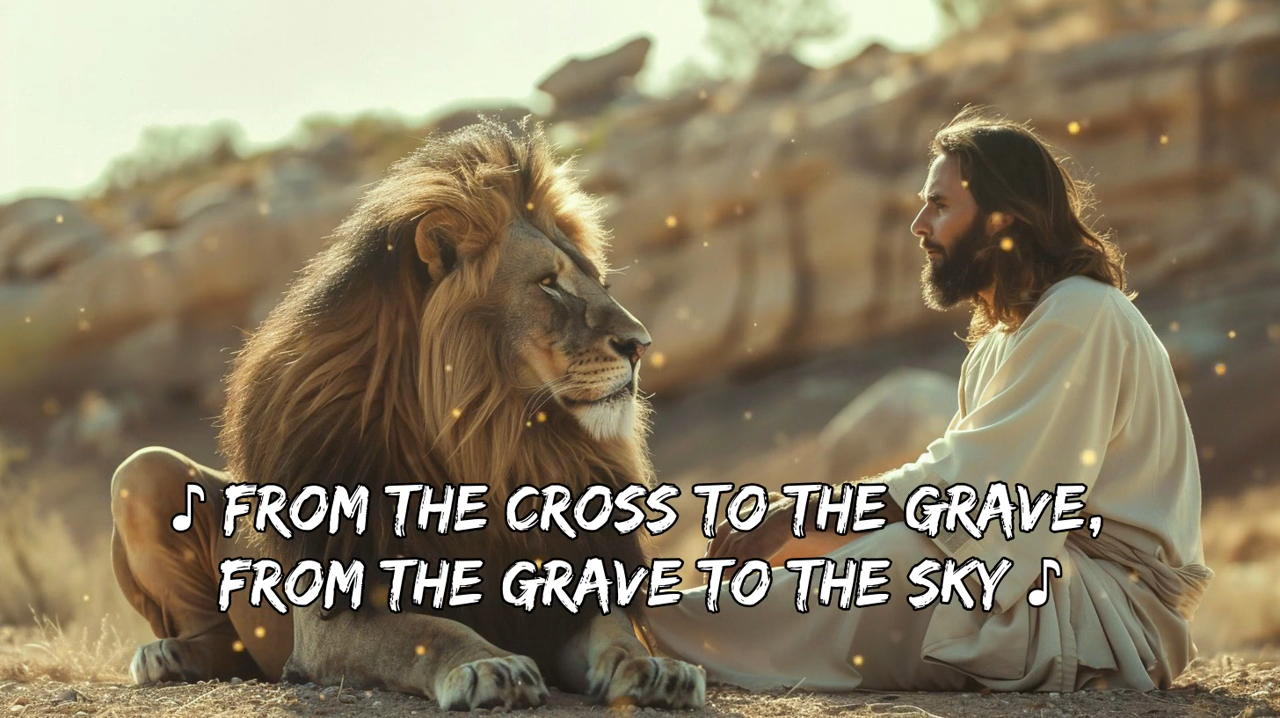 ♪ FROM THE CROSS TO THE GRAVE,
FROM THE GRAVE TO THE SKY ♪